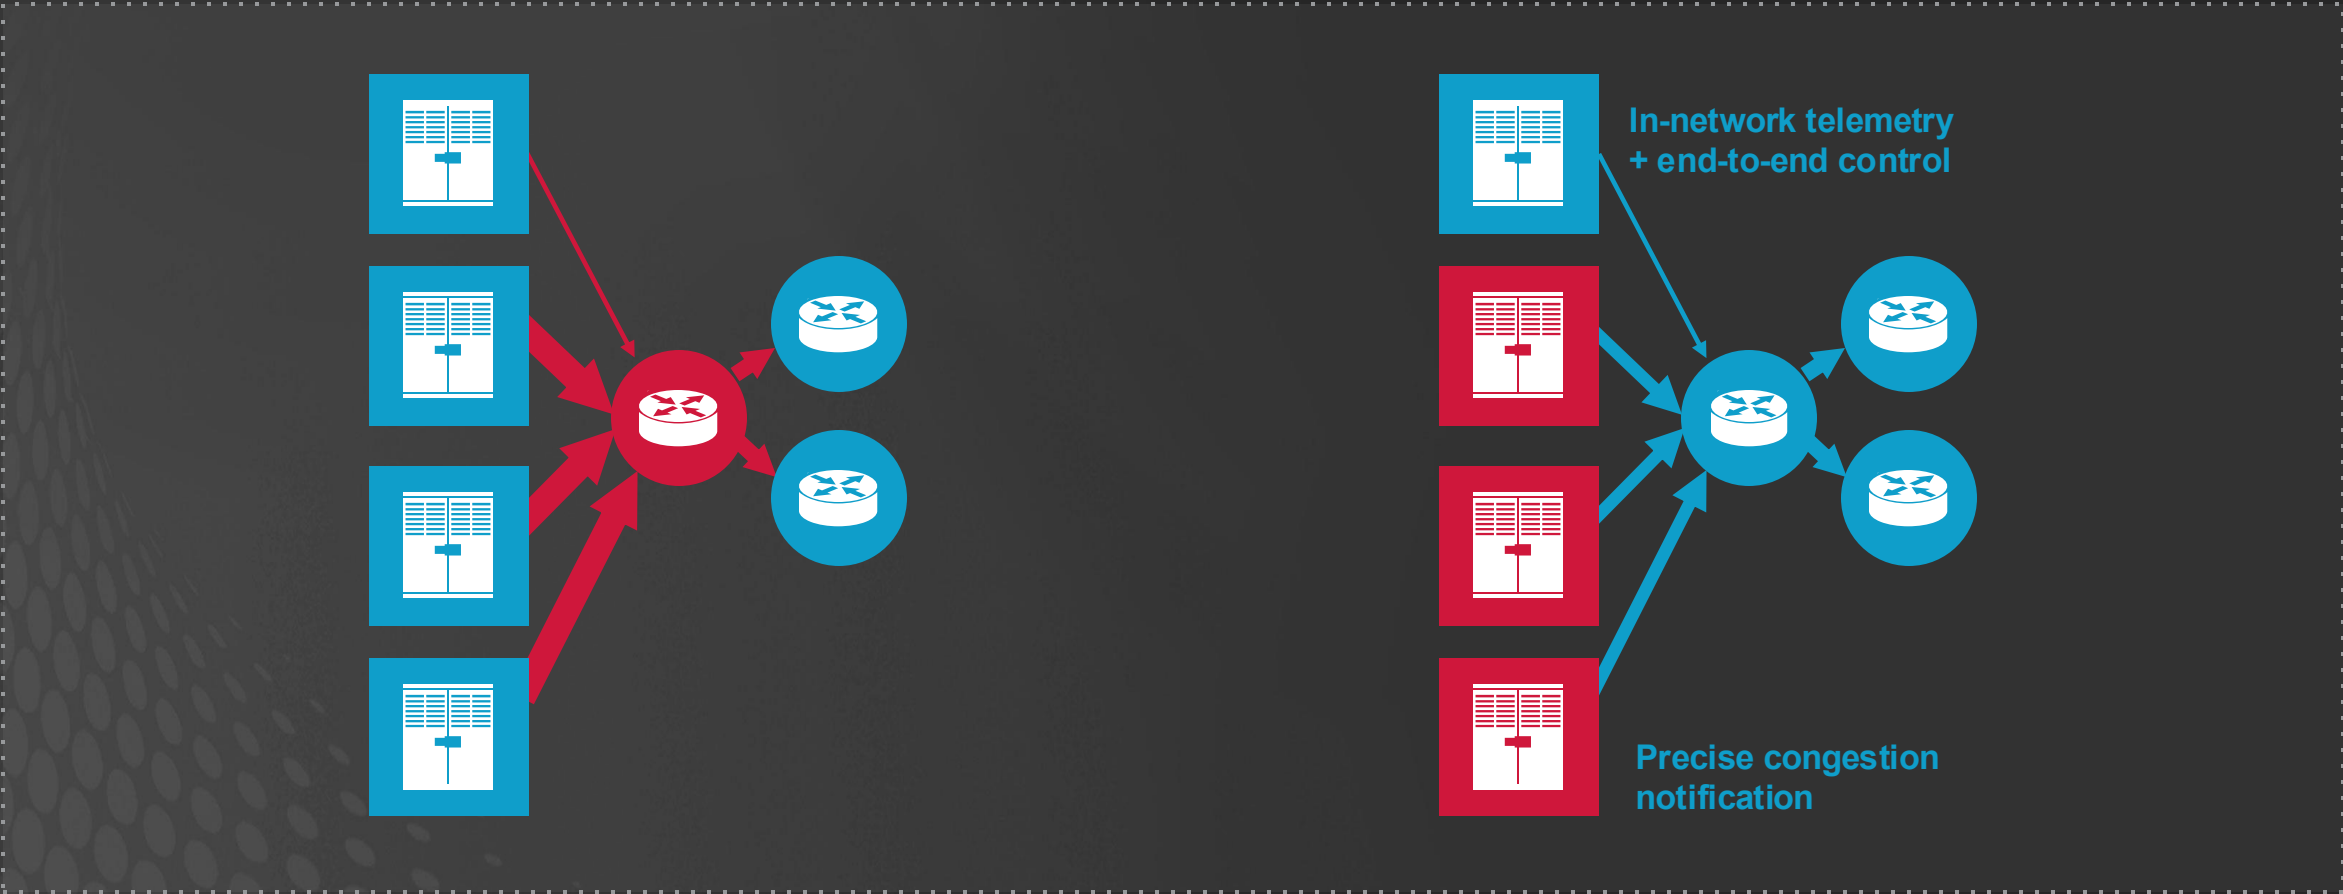 In-network telemetry
+ end-to-end control
Precise congestion
notification